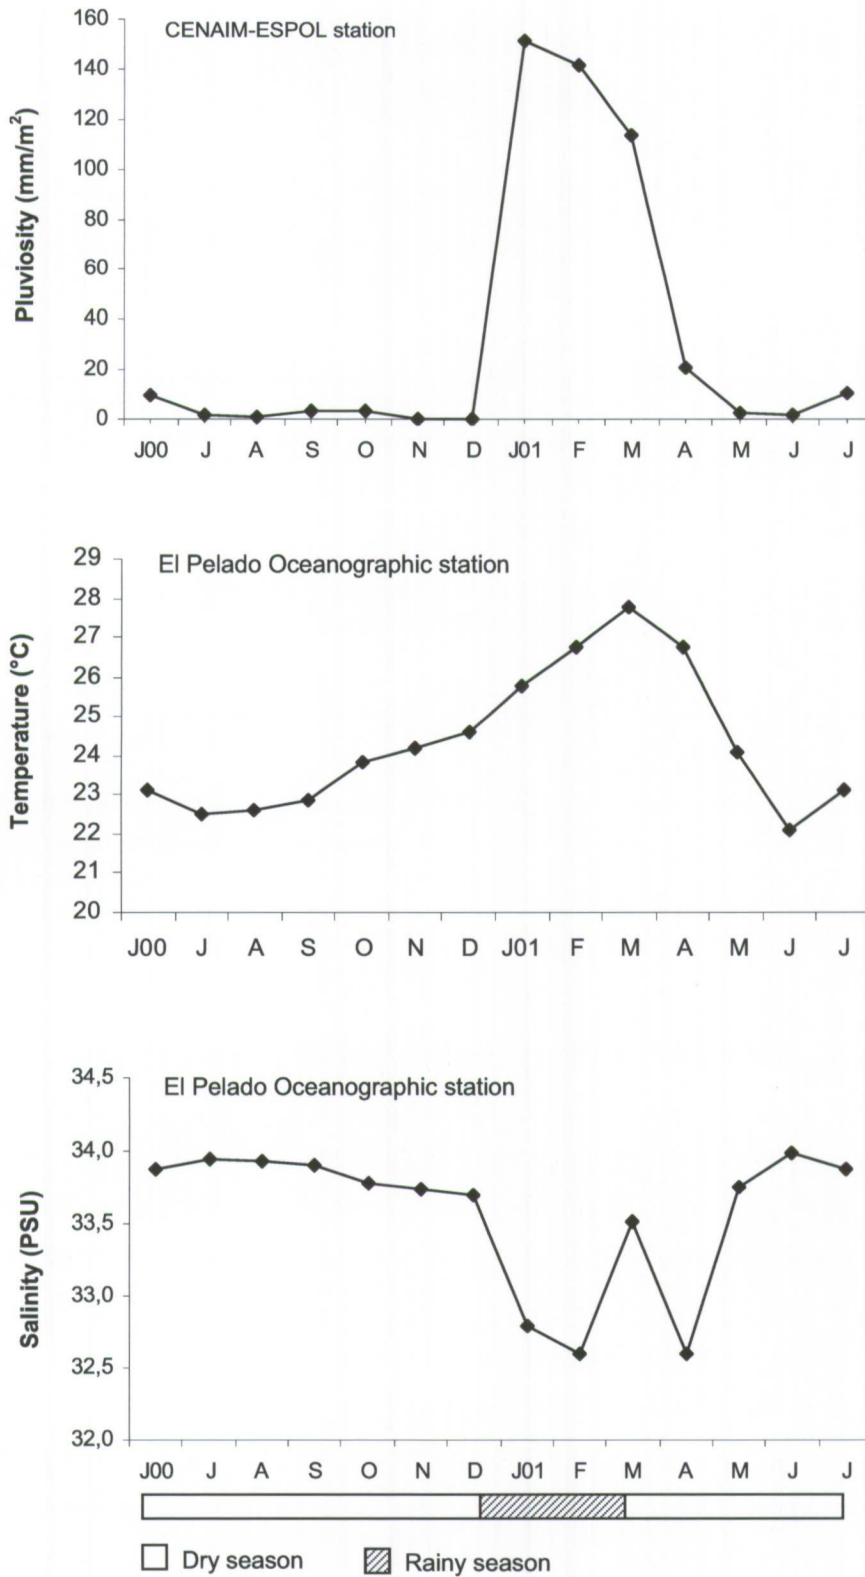 CENAIM-ESPOL station
Pluviosity (mm/m²)
160
140
120
100
80
60
40
20
0
J00 J A S O N D J01 F M A M J J
El Pelado Oceanographic station
Temperature (°C)
29
28
27
26
25
24
23
22
21
20
J00 J A S O N D J01 F M A M J J
El Pelado Oceanographic station
Salinity (PSU)
34,5
34,0
33,5
33,0
32,5
32,0
J00 J A S O N D J01 F M A M J J
Dry season Rainy season